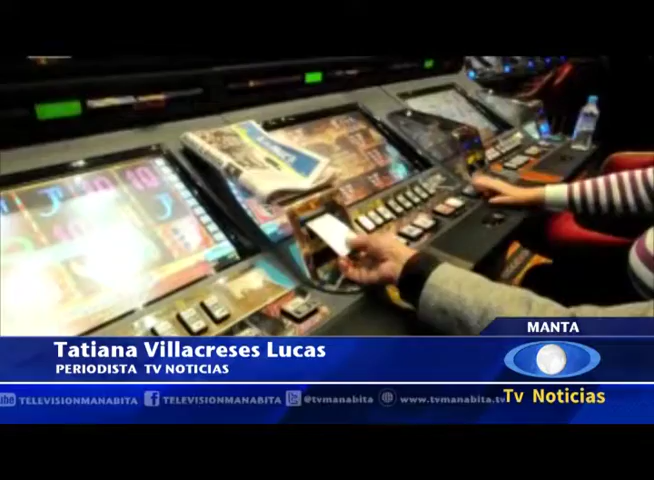 MANTA
Tatiana Villacreses Lucas
PERIODISTA TV NOTICIAS
Tv Noticias
TELEVISIONMANABITA
TELEVISIONMANABITA
@tvmanabita
www.tvmanabita.tv